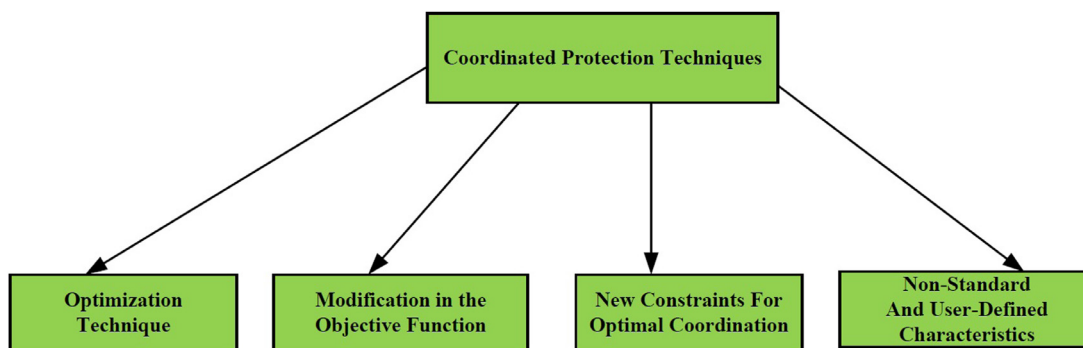 Coordinated Protection Techniques
Optimization
Technique
Modification in the
Objective Function
New Constraints For
Optimal Coordination
Non-Standard
And User-Defined
Characteristics